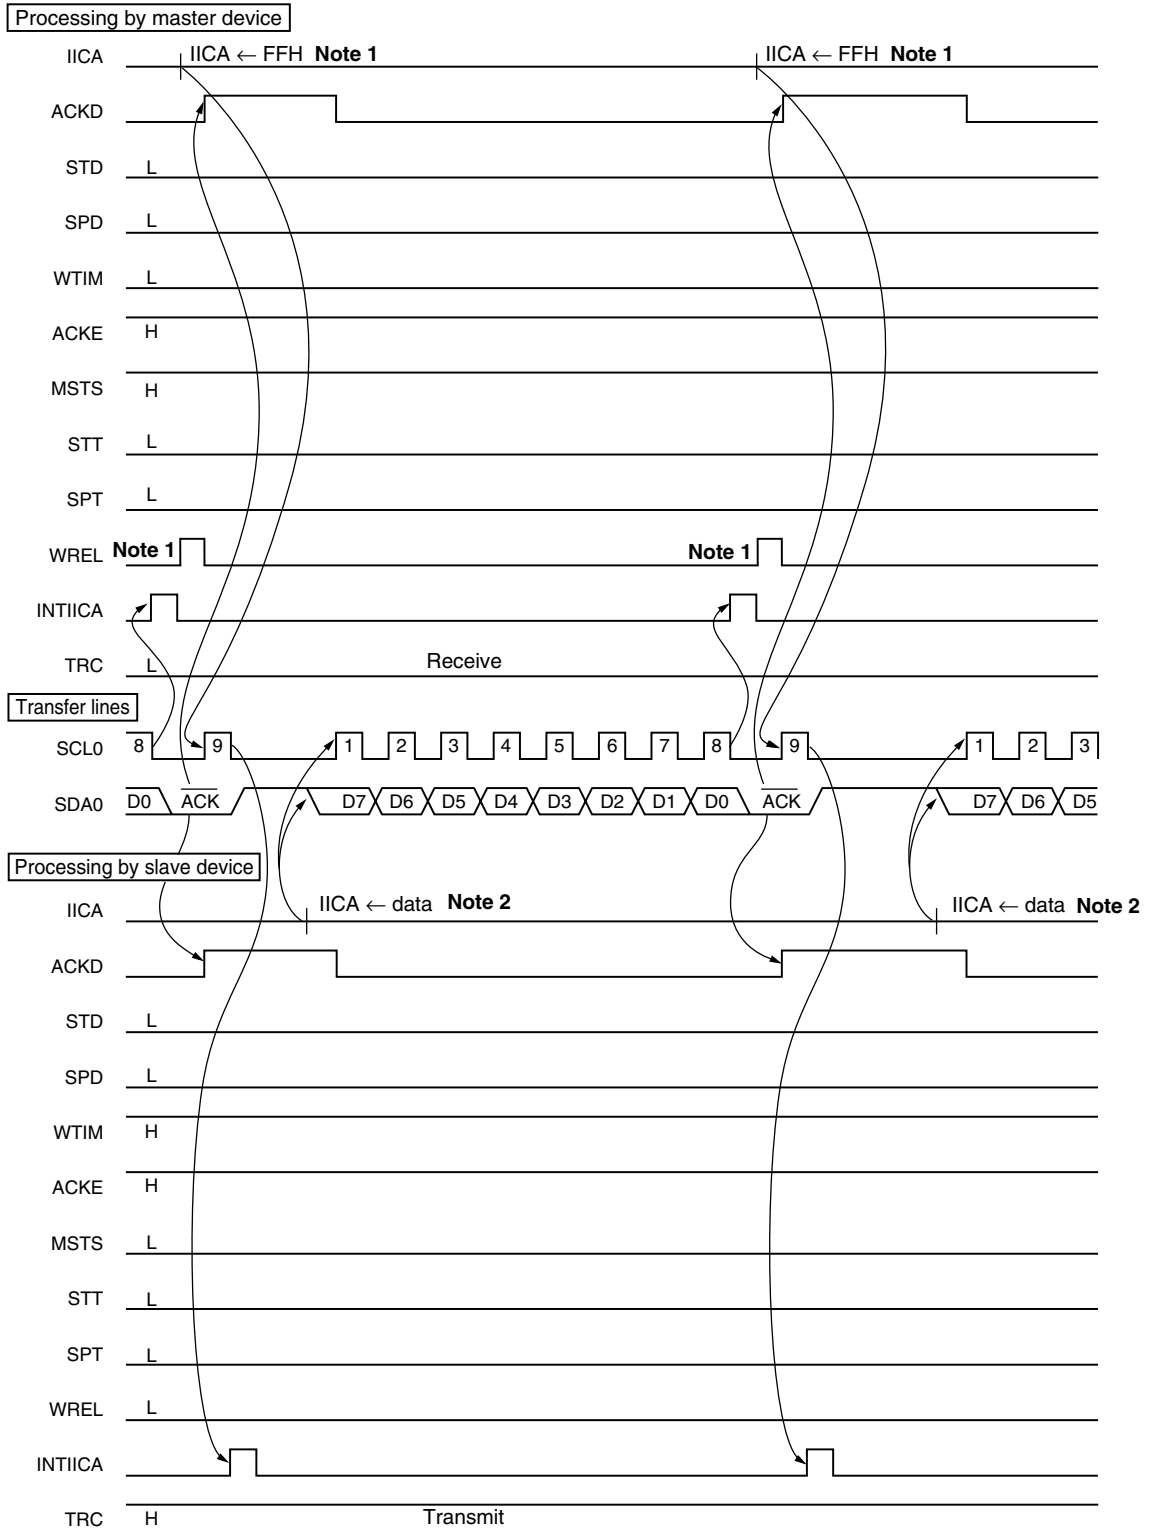 Processing by master device
IICA IICA ← FFH Note 1 IICA ← FFH Note 1
ACKD
STD L
SPD L
WTIM L
ACKE H
MSTS H
STT L
SPT L
WREL Note 1 Note 1
INTIICA
TRC L Receive
Transfer lines
SCL0 8 9 1 2 3 4 5 6 7 8 9 1 2 3
SDA0 D0 ACK D7 D6 D5 D4 D3 D2 D1 D0 ACK D7 D6 D5
Processing by slave device
IICA IICA ← data Note 2 IICA ← data Note 2
ACKD
STD L
SPD L
WTIM H
ACKE H
MSTS L
STT L
SPT L
WREL L
INTIICA
TRC H Transmit